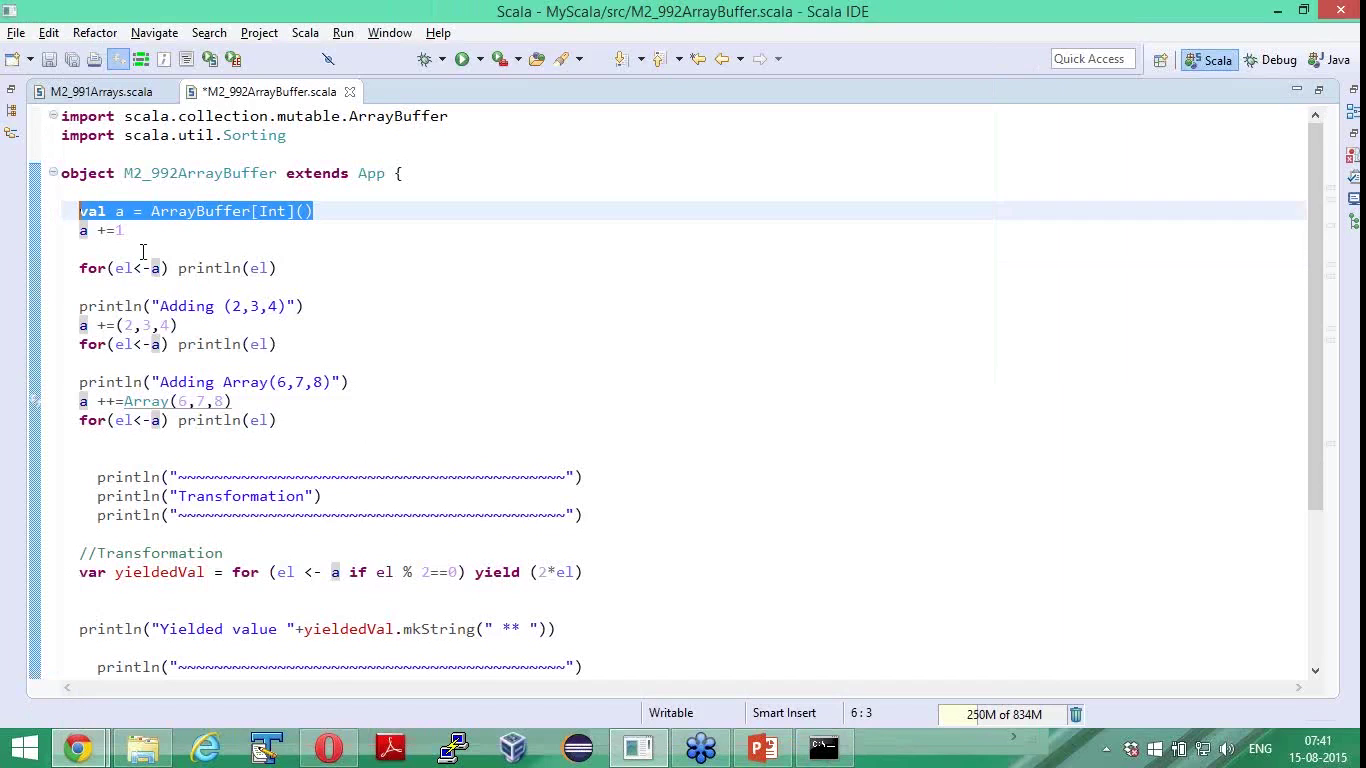 Scala - MyScala/src/M2_992ArrayBuffer.scala - Scala IDE
File Edit Refactor Navigate Search Project Scala Run Window Help
Quick Access Scala Debug Java
M2_991Arrays.scala *M2_992ArrayBuffer.scala
import scala.collection.mutable.ArrayBuffer
import scala.util.Sorting
object M2_992ArrayBuffer extends App {
val a = ArrayBuffer[Int]()
a +=1
for(el<-a) println(el)
println("Adding (2,3,4)")
a +=(2,3,4)
for(el<-a) println(el)
println("Adding Array(6,7,8)")
a ++=Array(6,7,8)
for(el<-a) println(el)
println("~~~~~~~~~~~~~~~~~~~~~~~~~~~~~~~~~~~~~~~~~~~")
println("Transformation")
println("~~~~~~~~~~~~~~~~~~~~~~~~~~~~~~~~~~~~~~~~~~~")
//Transformation
var yieldedVal = for (el <- a if el % 2==0) yield (2*el)
println("Yielded value "+yieldedVal.mkString(" ** "))
println("~~~~~~~~~~~~~~~~~~~~~~~~~~~~~~~~~~~~~~~~~~~")
Writable Smart Insert 6 : 3 250M of 834M
ENG 07:41
15-08-2015